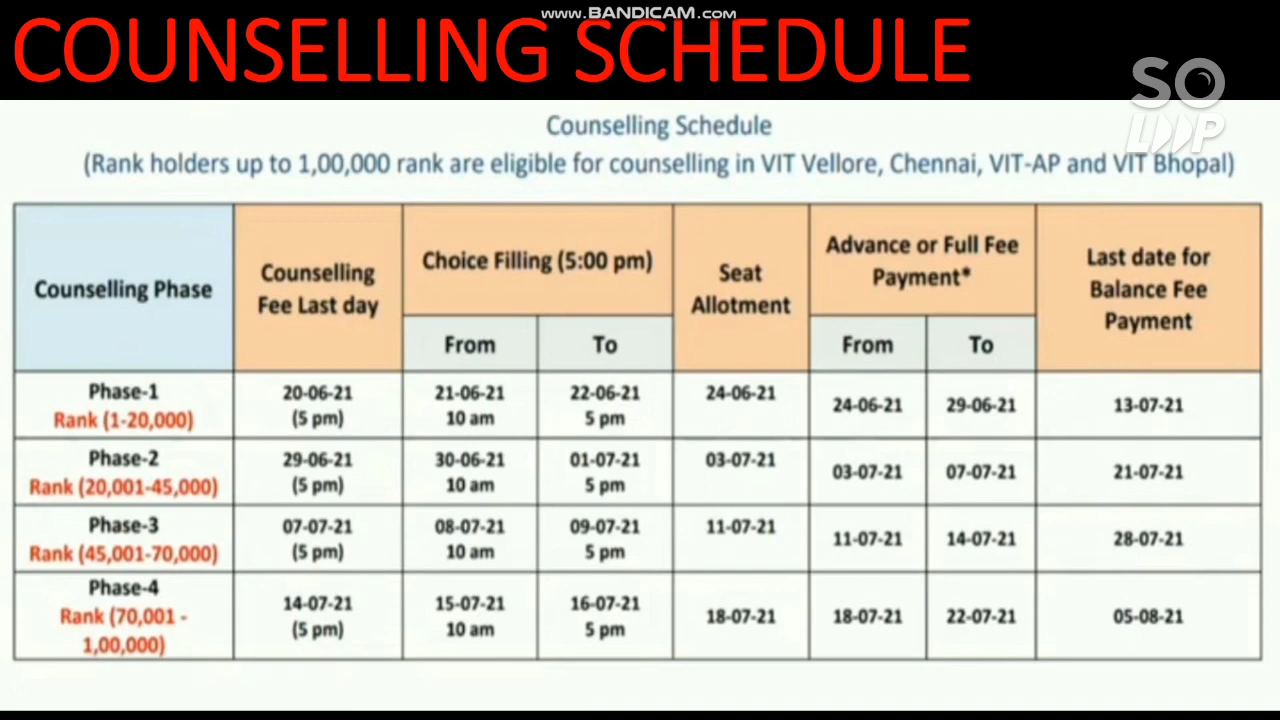 www.BANDICAM.com
COUNSELLING SCHEDULE
SO
LOOP
Counselling Schedule
(Rank holders up to 1,00,000 rank are eligible for counselling in VIT Vellore, Chennai, VIT-AP and VIT Bhopal)
Counselling Phase
Counselling
Fee Last day
Choice Filling (5:00 pm)
From
To
Seat
Allotment
Advance or Full Fee
Payment*
From
To
Last date for
Balance Fee
Payment
Phase-1
Rank (1-20,000)
20-06-21
(5 pm)
21-06-21
10 am
22-06-21
5 pm
24-06-21
24-06-21
29-06-21
13-07-21
Phase-2
Rank (20,001-45,000)
29-06-21
(5 pm)
30-06-21
10 am
01-07-21
5 pm
03-07-21
03-07-21
07-07-21
21-07-21
Phase-3
Rank (45,001-70,000)
07-07-21
(5 pm)
08-07-21
10 am
09-07-21
5 pm
11-07-21
11-07-21
14-07-21
28-07-21
Phase-4
Rank (70,001 -
1,00,000)
14-07-21
(5 pm)
15-07-21
10 am
16-07-21
5 pm
18-07-21
18-07-21
22-07-21
05-08-21